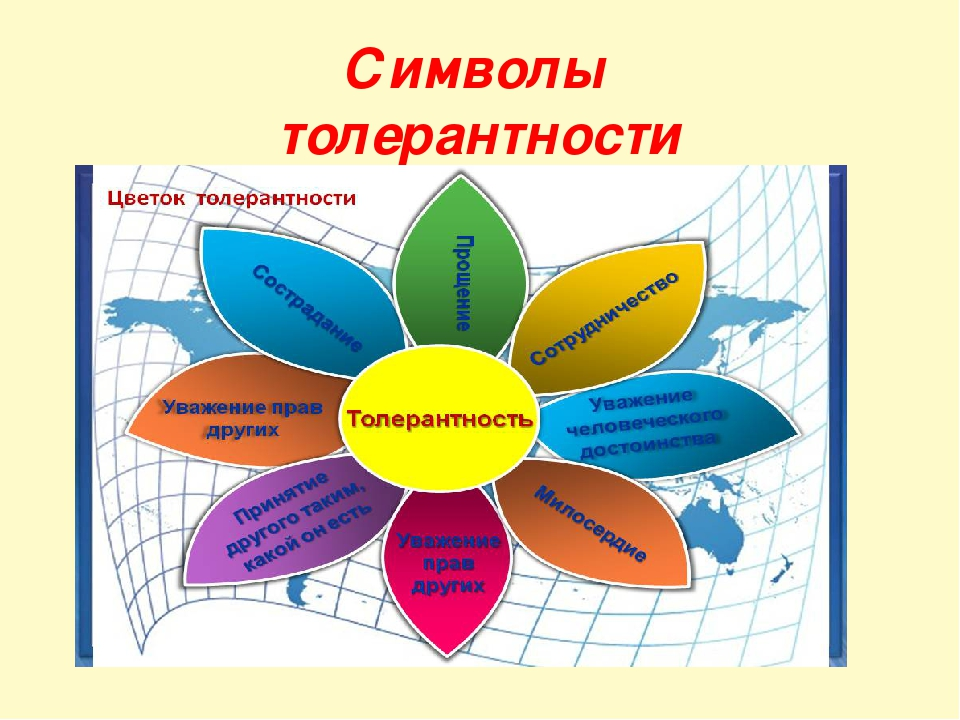 Символы
толерантности
Цветок толерантности
Прощение
Сострадание
Сотрудничество
Уважение прав
других
Толерантность
Уважение
человеческого
достоинства
Принятие
другого таким,
какой он есть
Уважение
прав
других
Милосердие